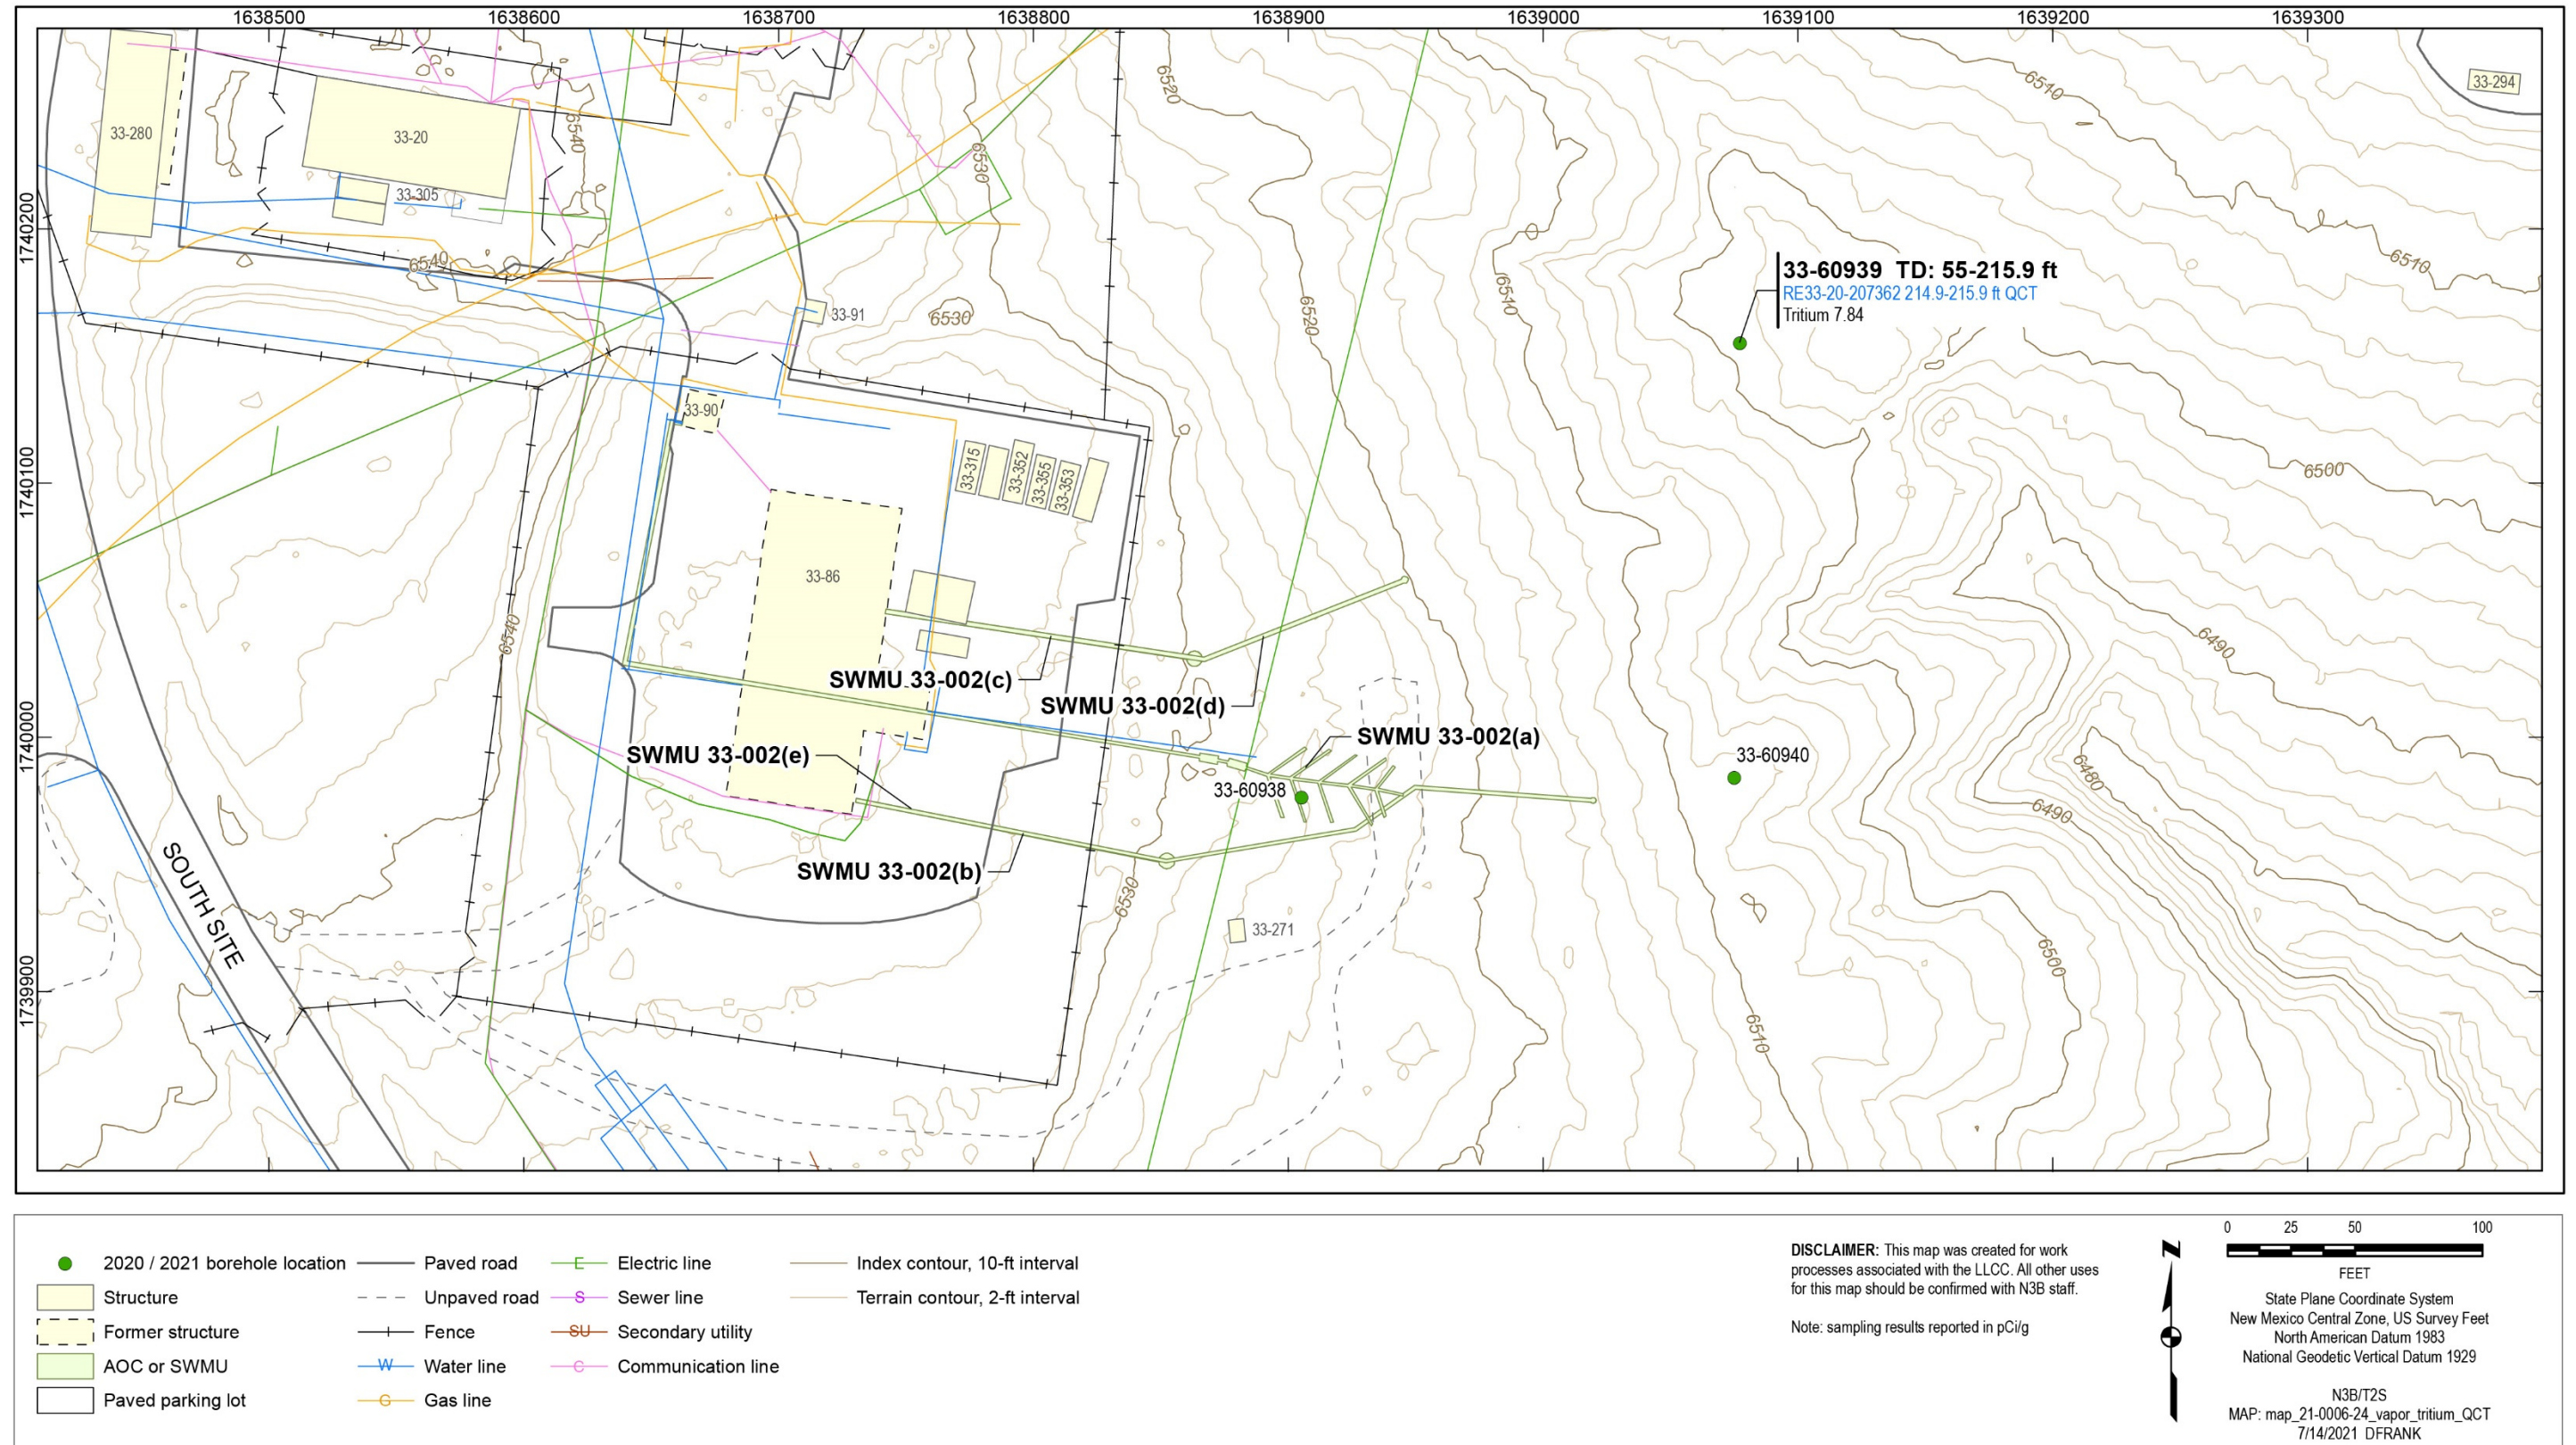 1638500 1638600 1638700 1638800 1638900 1639000 1639100 1639200 1639300
1740200
1740100
1740000
1739900
33-280
33-20
33-305
6540
6540
6540
6520
6530
6530
6510
33-294
6510
6520
6510
33-60939 TD: 55-215.9 ft
RE33-20-207362 214.9-215.9 ft QCT
Tritium 7.84
33-91
33-90
33-315
33-352
33-355
33-353
6500
33-86
6490
SWMU 33-002(c)
SWMU 33-002(d)
SWMU 33-002(a)
SWMU 33-002(e)
33-60938
33-60940
6480
6490
SWMU 33-002(b)
6530
33-271
6500
6510
SOUTH SITE
2020 / 2021 borehole location
Structure
Former structure
AOC or SWMU
Paved parking lot
Paved road
Unpaved road
Fence
W Water line
G Gas line
E Electric line
S Sewer line
SU Secondary utility
C Communication line
Index contour, 10-ft interval
Terrain contour, 2-ft interval
DISCLAIMER: This map was created for work
processes associated with the LLCC. All other uses
for this map should be confirmed with N3B staff.
Note: sampling results reported in pCi/g
N
0 25 50 100
FEET
State Plane Coordinate System
New Mexico Central Zone, US Survey Feet
North American Datum 1983
National Geodetic Vertical Datum 1929
N3B/T2S
MAP: map_21-0006-24_vapor_tritium_QCT
7/14/2021 DFRANK